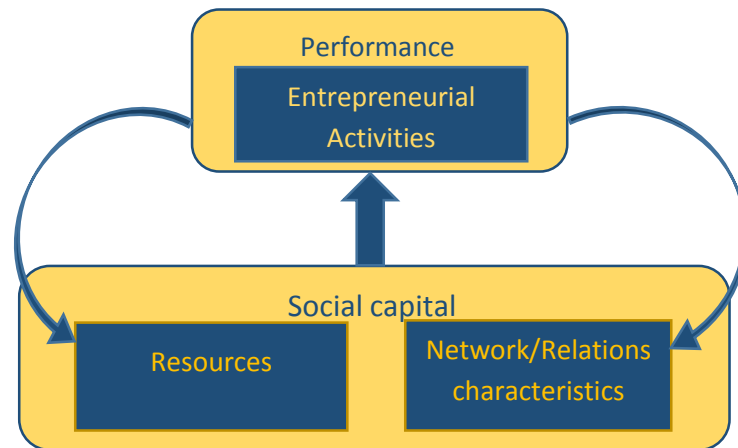 Performance
Entrepreneurial
Activities
Social capital
Resources
Network/Relations
characteristics